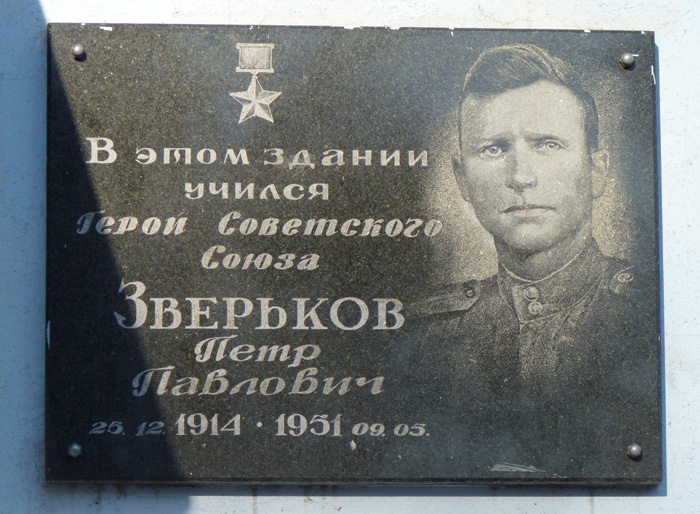 В этом здании
учился
Герой Советского
Союза
ЗВЕРЬКОВ
Петр
Павлович
25. 12. 1914 · 1951 09. 05.